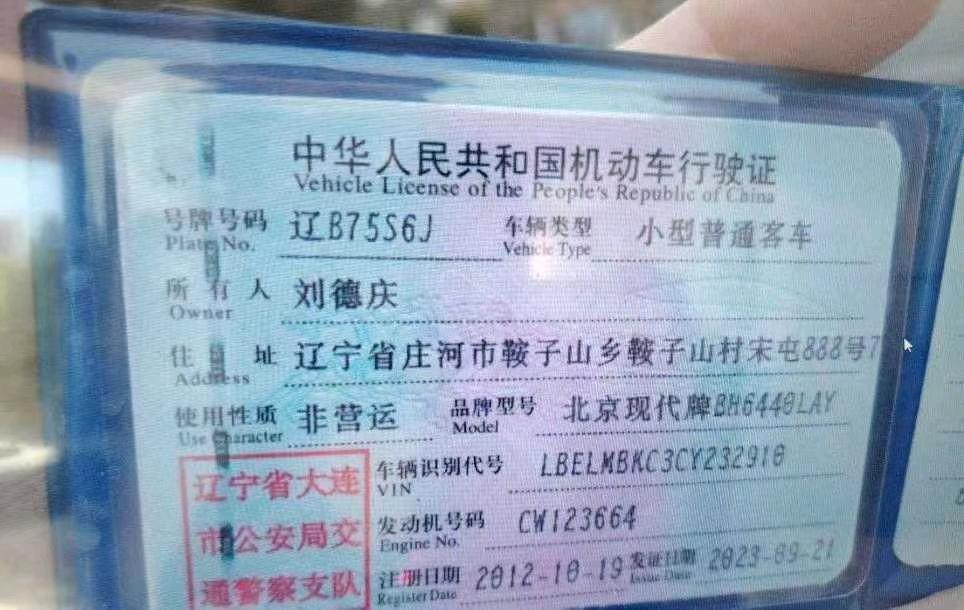 中华人民共和国机动车行驶证
Vehicle License of the People's Republic of China
号牌号码 辽B75S6J 车辆类型 小型普通客车
Plate No. Vehicle Type
所有人 刘德庆
Owner
住址 辽宁省庄河市鞍子山乡鞍子山村宋屯888号7
Address
使用性质 非营运 品牌型号 北京现代牌BH6440LAY
Use Character Model
辽宁省大连
市公安局交
通警察支队
车辆识别代号 LBELMBKC3CY232910
VIN
发动机号码 CW123664
Engine No.
注册日期 2012-10-19 发证日期 2023-09-21
Register Date Issue Date